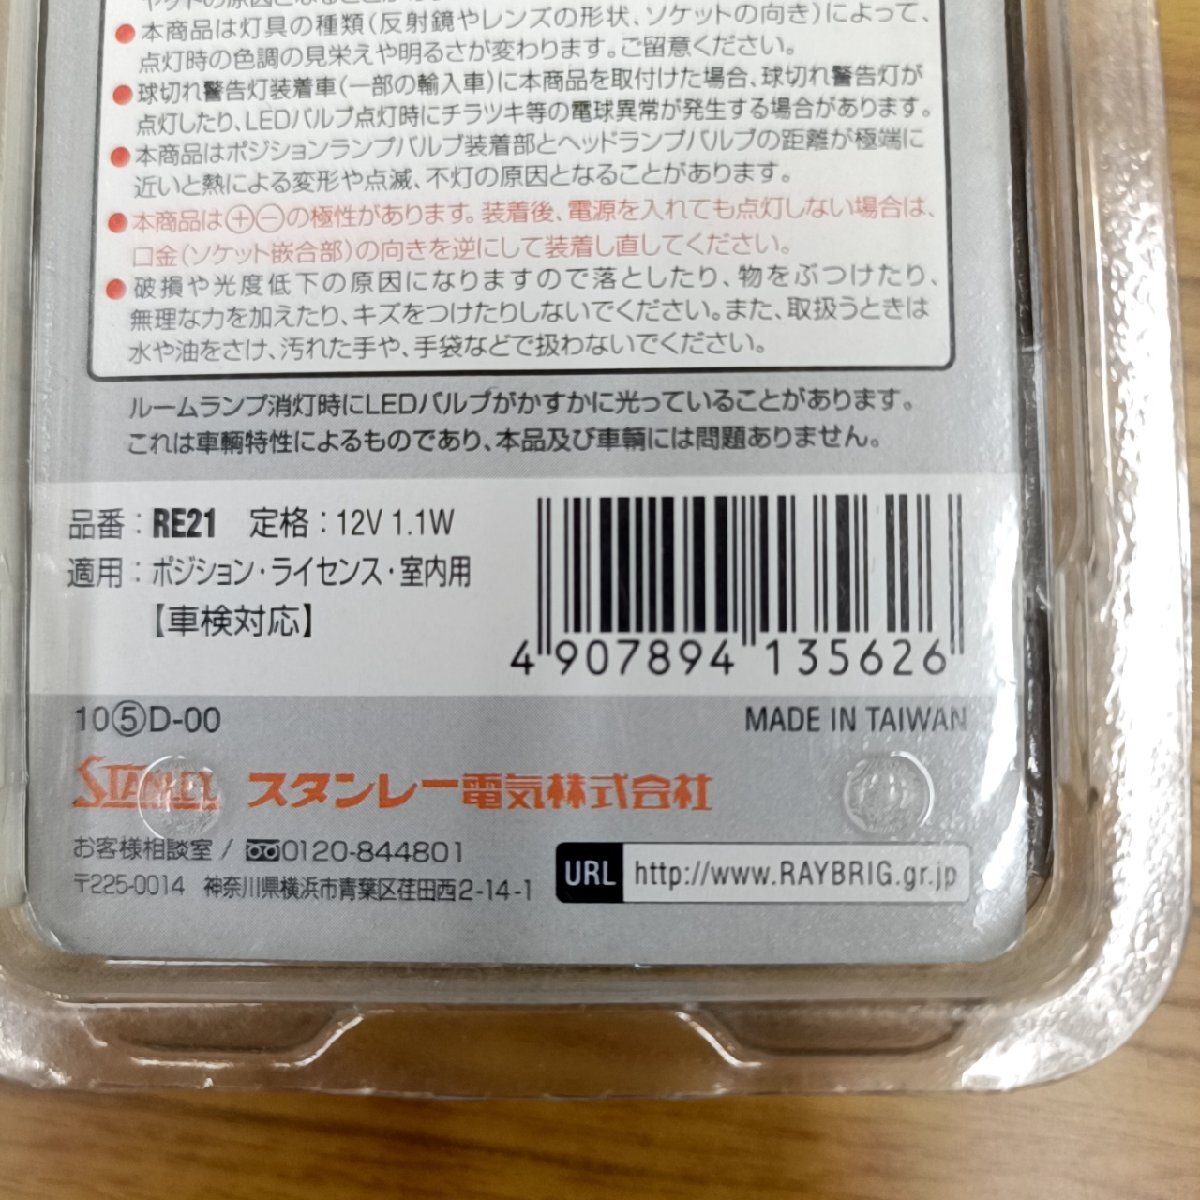 ヤットの原因となることが
●本商品は灯具の種類(反射鏡やレンズの形状、ソケットの向き)によって、
点灯時の色調の見栄えや明るさが変わります。ご留意ください。
●球切れ警告灯装着車(一部の輸入車)に本商品を取付けた場合、球切れ警告灯が
点灯したり、LEDバルブ点灯時にチラツキ等の電球異常が発生する場合があります。
●本商品はポジションランプバルブ装着部とヘッドランプバルブの距離が極端に
近いと熱による変形や点滅、不灯の原因となることがあります。
●本商品は⊕⊖の極性があります。装着後、電源を入れても点灯しない場合は、
口金(ソケット嵌合部)の向きを逆にして装着し直してください。
●破損や光度低下の原因になりますので落としたり、物をぶつけたり、
無理な力を加えたり、キズをつけたりしないでください。また、取扱うときは
水や油をさけ、汚れた手や、手袋などで扱わないでください。
ルームランプ消灯時にLEDバルブがかすかに光っていることがあります。
これは車輌特性によるものであり、本品及び車輌には問題ありません。
品番:RE21 定格:12V 1.1W
適用:ポジション・ライセンス・室内用
【車検対応】
4 907894 135626
10⑤D-00
MADE IN TAIWAN
STANLEY スタンレー電気株式会社
お客様相談室/0120-844801
〒225-0014 神奈川県横浜市青葉区荏田西2-14-1
URL http://www.RAYBRIG.gr.jp